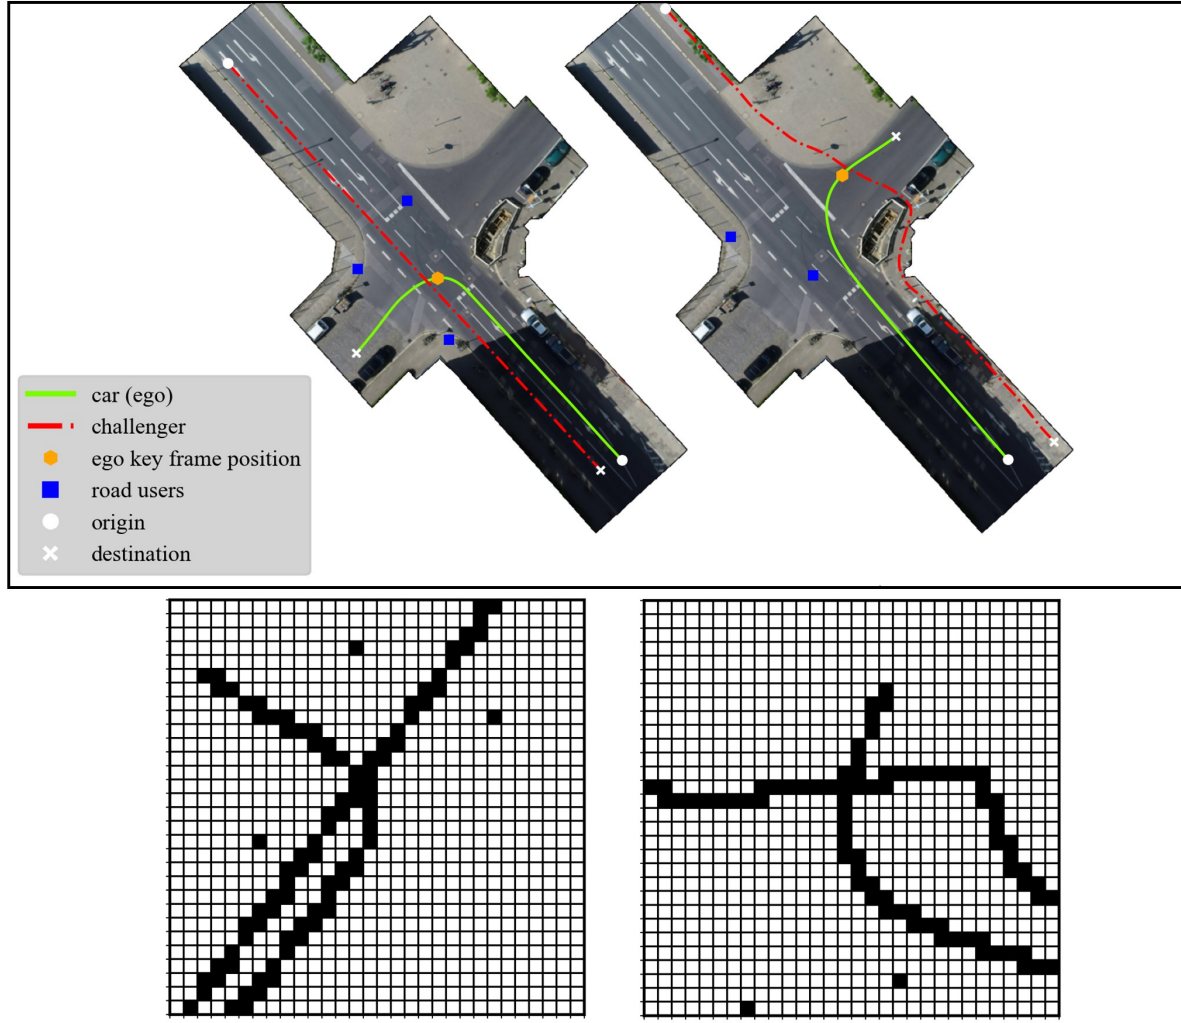 car (ego)
challenger
ego key frame position
road users
origin
destination